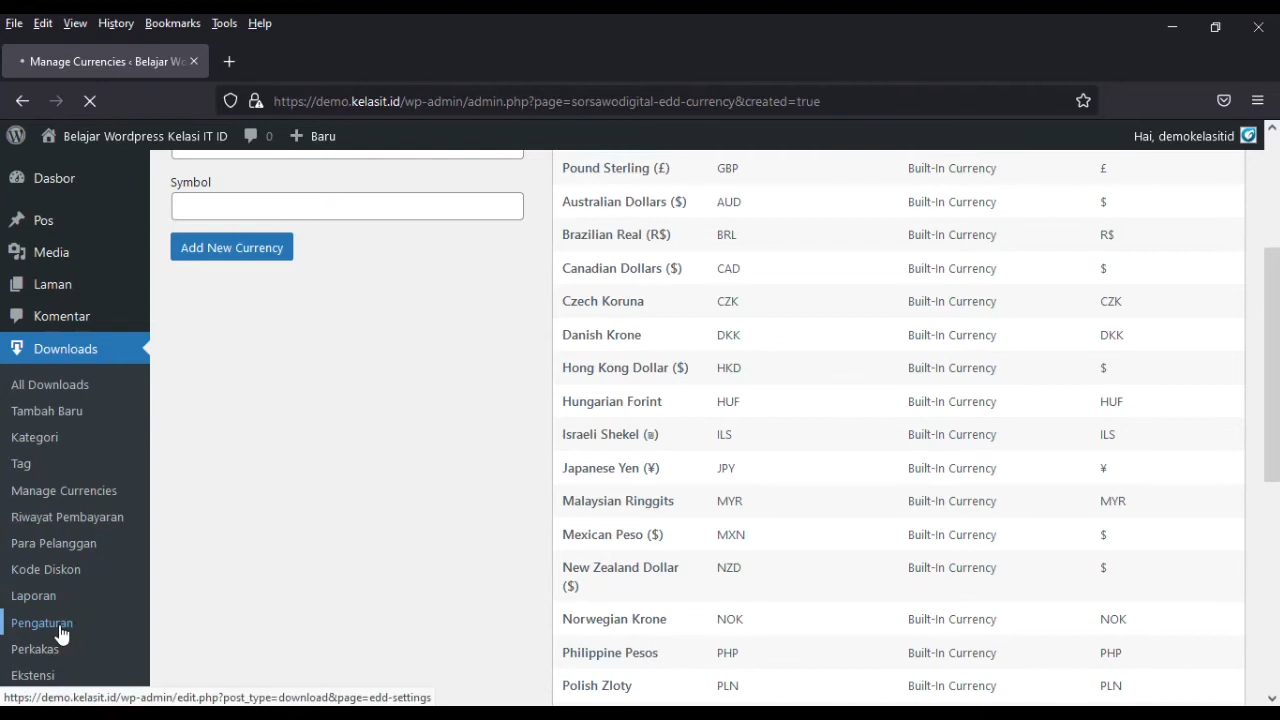 File Edit View History Bookmarks Tools Help
Manage Currencies ‹ Belajar Wo
https://demo.kelasit.id/wp-admin/admin.php?page=sorsawodigital-edd-currency&created=true
Belajar Wordpress Kelasi IT ID 0 Baru Hai, demokelasitid
Dasbor
Pos
Media
Laman
Komentar
Downloads
All Downloads
Tambah Baru
Kategori
Tag
Manage Currencies
Riwayat Pembayaran
Para Pelanggan
Kode Diskon
Laporan
Pengaturan
Perkakas
Ekstensi
https://demo.kelasit.id/wp-admin/edit.php?post_type=download&page=edd-settings
Symbol
Add New Currency
Pound Sterling (£) GBP Built-In Currency £
Australian Dollars ($) AUD Built-In Currency $
Brazilian Real (R$) BRL Built-In Currency R$
Canadian Dollars ($) CAD Built-In Currency $
Czech Koruna CZK Built-In Currency CZK
Danish Krone DKK Built-In Currency DKK
Hong Kong Dollar ($) HKD Built-In Currency $
Hungarian Forint HUF Built-In Currency HUF
Israeli Shekel (₪) ILS Built-In Currency ILS
Japanese Yen (¥) JPY Built-In Currency ¥
Malaysian Ringgits MYR Built-In Currency MYR
Mexican Peso ($) MXN Built-In Currency $
New Zealand Dollar NZD Built-In Currency $
($)
Norwegian Krone NOK Built-In Currency NOK
Philippine Pesos PHP Built-In Currency PHP
Polish Zloty PLN Built-In Currency PLN